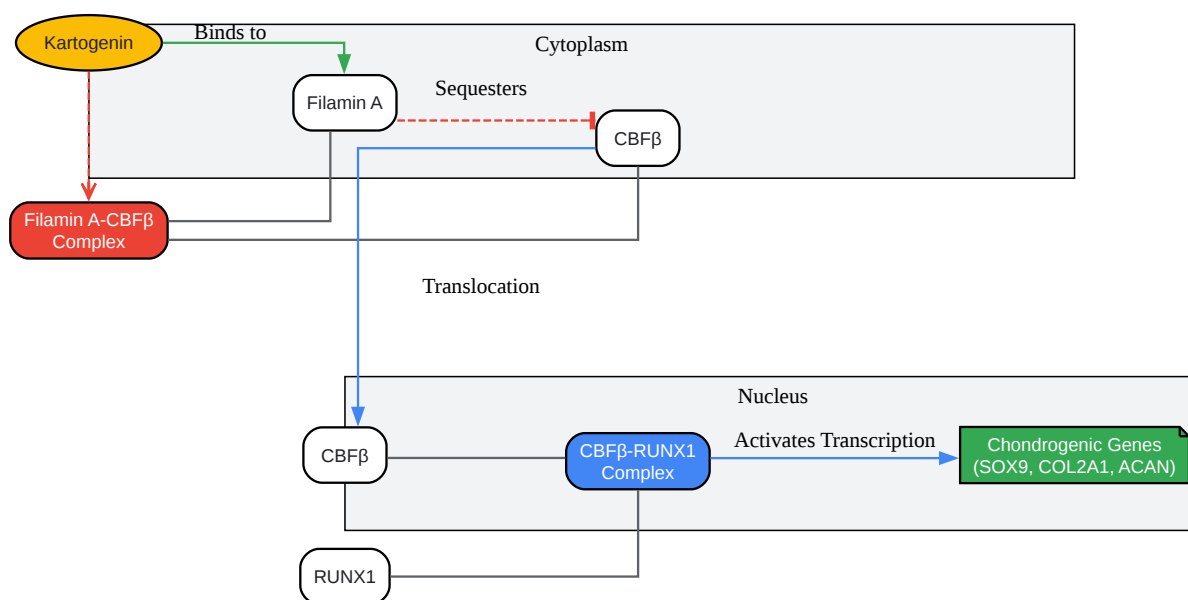 Kartogenin
Binds to
Cytoplasm
Filamin A
Sequesters
CBFβ
Filamin A-CBFβ
Complex
Translocation
Nucleus
CBFβ
CBFβ-RUNX1
Complex
Activates Transcription
Chondrogenic Genes
(SOX9, COL2A1, ACAN)
RUNX1